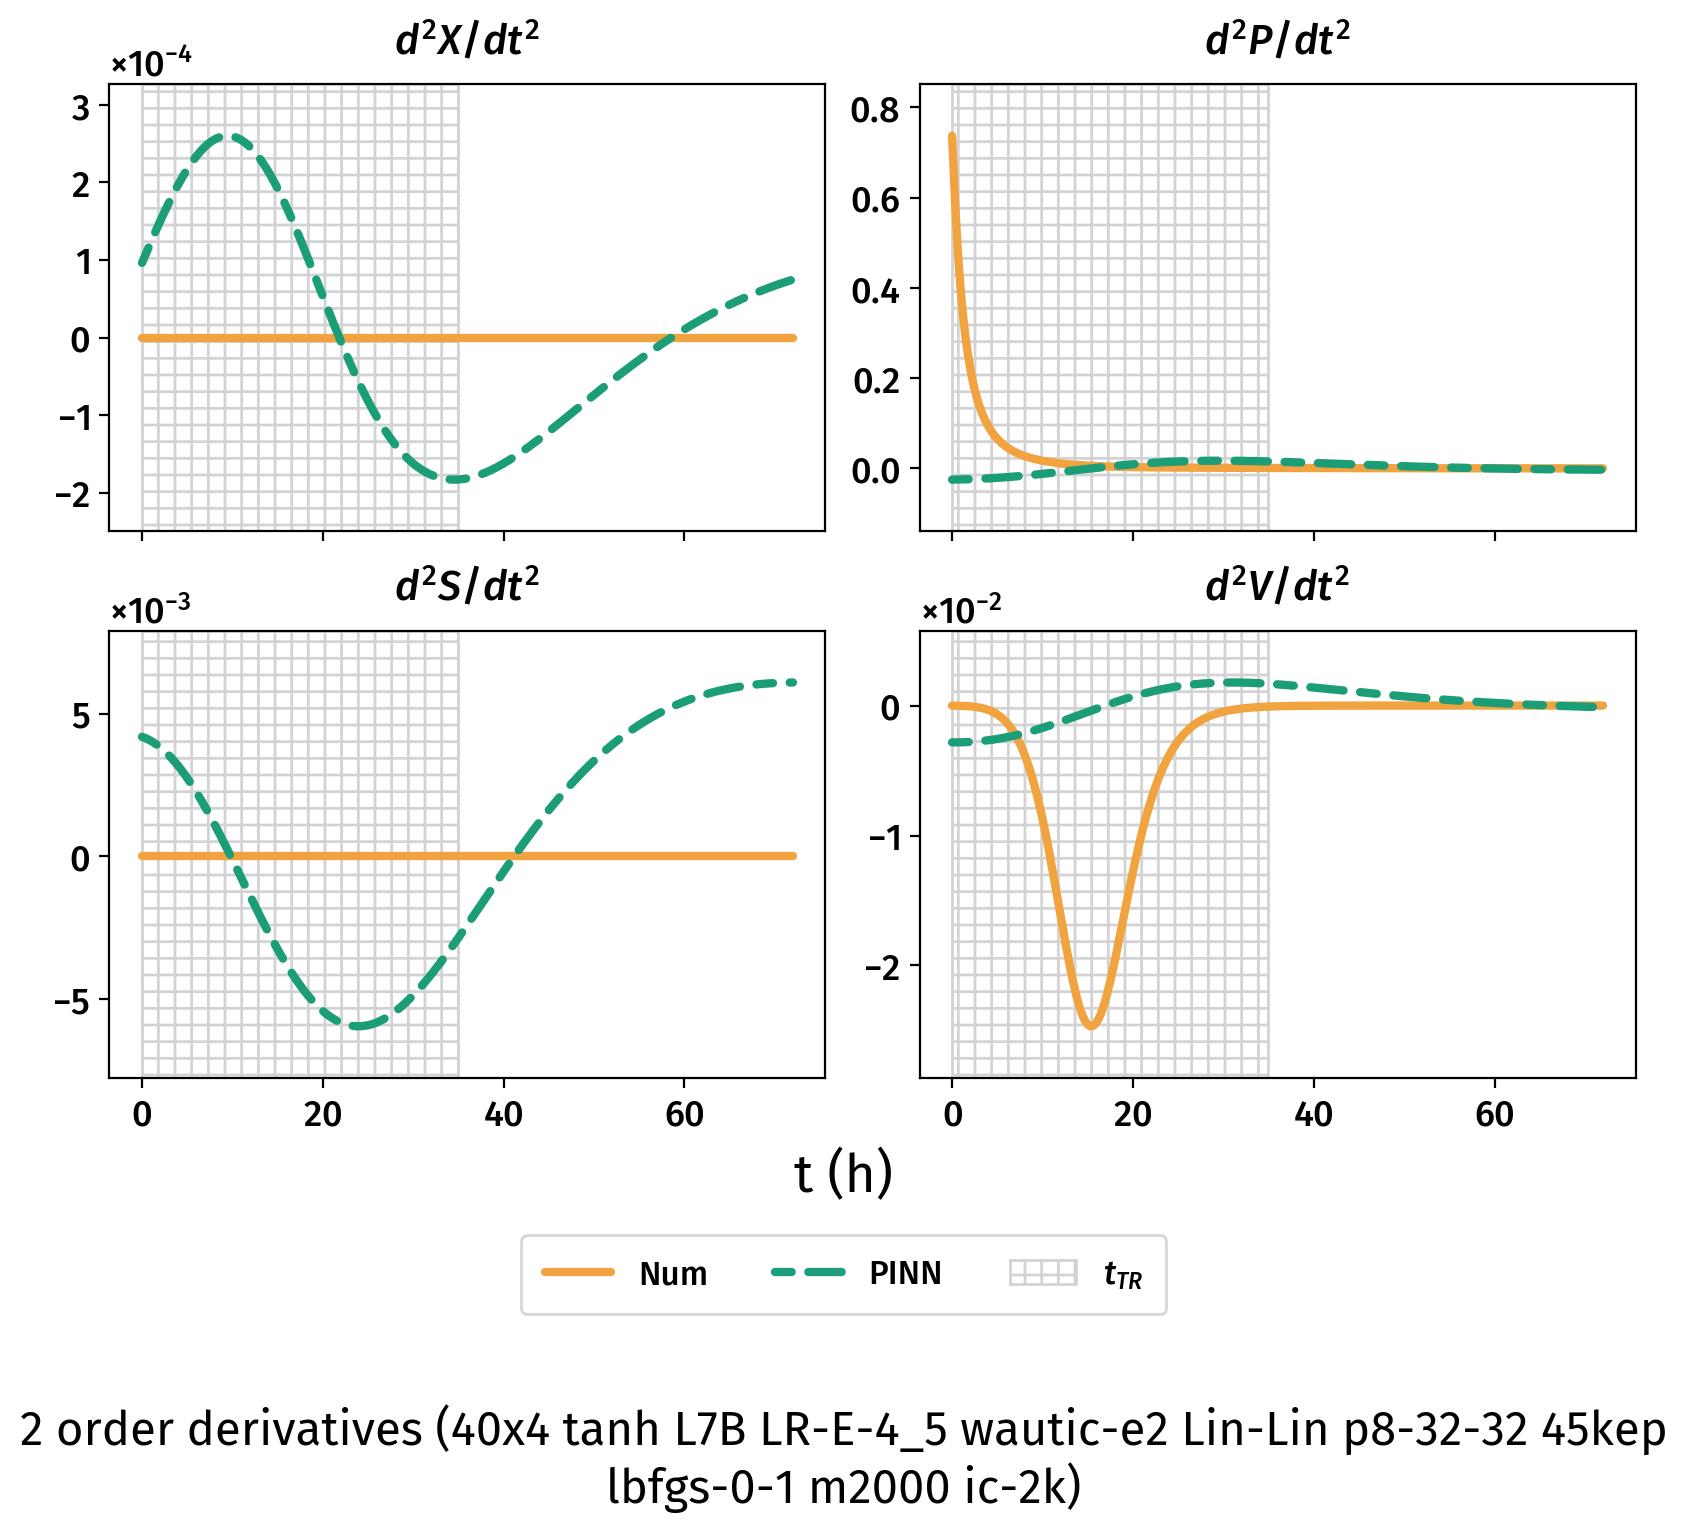 d²X/dt²
×10⁻⁴
3
2
1
0
−1
−2
d²P/dt²
0.8
0.6
0.4
0.2
0.0
d²S/dt²
×10⁻³
5
0
−5
0 20 40 60
d²V/dt²
×10⁻²
0
−1
−2
0 20 40 60
t (h)
Num PINN t_TR
2 order derivatives (40x4 tanh L7B LR-E-4_5 wautic-e2 Lin-Lin p8-32-32 45kep
lbfgs-0-1 m2000 ic-2k)